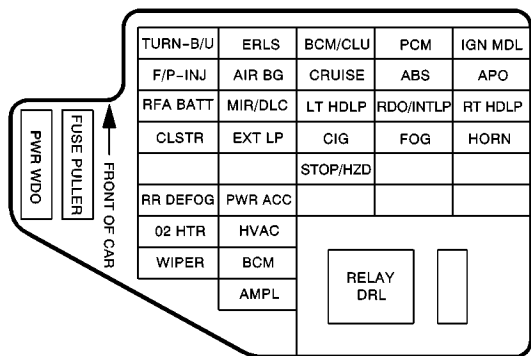 TURN-B/U ERLS BCM/CLU PCM IGN MDL
F/P-INJ AIR BG CRUISE ABS APO
RFA BATT MIR/DLC LT HDLP RDO/INTLP RT HDLP
CLSTR EXT LP CIG FOG HORN
STOP/HZD
RR DEFOG PWR ACC
02 HTR HVAC
WIPER BCM
AMPL
PWR WDO
FUSE PULLER
FRONT OF CAR
RELAY
DRL